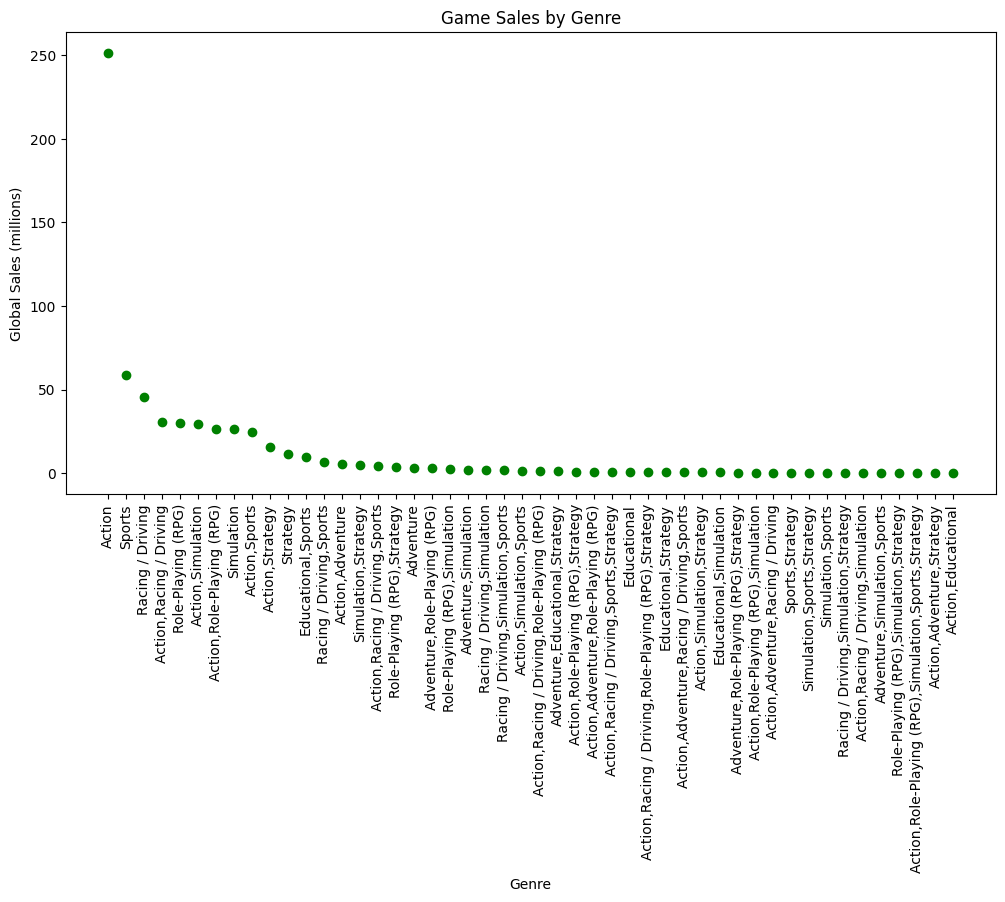 Game Sales by Genre
Global Sales (millions)
250
200
150
100
50
0
Action
Sports
Racing / Driving
Action,Racing / Driving
Role-Playing (RPG)
Action,Simulation
Action,Role-Playing (RPG)
Simulation
Action,Sports
Action,Strategy
Strategy
Educational,Sports
Racing / Driving,Sports
Action,Adventure
Simulation,Strategy
Action,Racing / Driving,Sports
Role-Playing (RPG),Strategy
Adventure
Adventure,Role-Playing (RPG)
Role-Playing (RPG),Simulation
Adventure,Simulation
Racing / Driving,Simulation
Racing / Driving,Simulation,Sports
Action,Simulation,Sports
Action,Racing / Driving,Role-Playing (RPG)
Adventure,Educational,Strategy
Action,Role-Playing (RPG),Strategy
Action,Adventure,Role-Playing (RPG)
Action,Racing / Driving,Sports,Strategy
Educational
Action,Racing / Driving,Role-Playing (RPG),Strategy
Educational,Strategy
Action,Adventure,Racing / Driving,Sports
Action,Simulation,Strategy
Educational,Simulation
Adventure,Role-Playing (RPG),Strategy
Action,Role-Playing (RPG),Simulation
Action,Adventure,Racing / Driving
Sports,Strategy
Simulation,Sports,Strategy
Simulation,Sports
Racing / Driving,Simulation,Strategy
Action,Racing / Driving,Simulation
Adventure,Simulation,Sports
Role-Playing (RPG),Simulation,Strategy
Action,Role-Playing (RPG),Simulation,Sports,Strategy
Action,Adventure,Strategy
Action,Educational
Genre